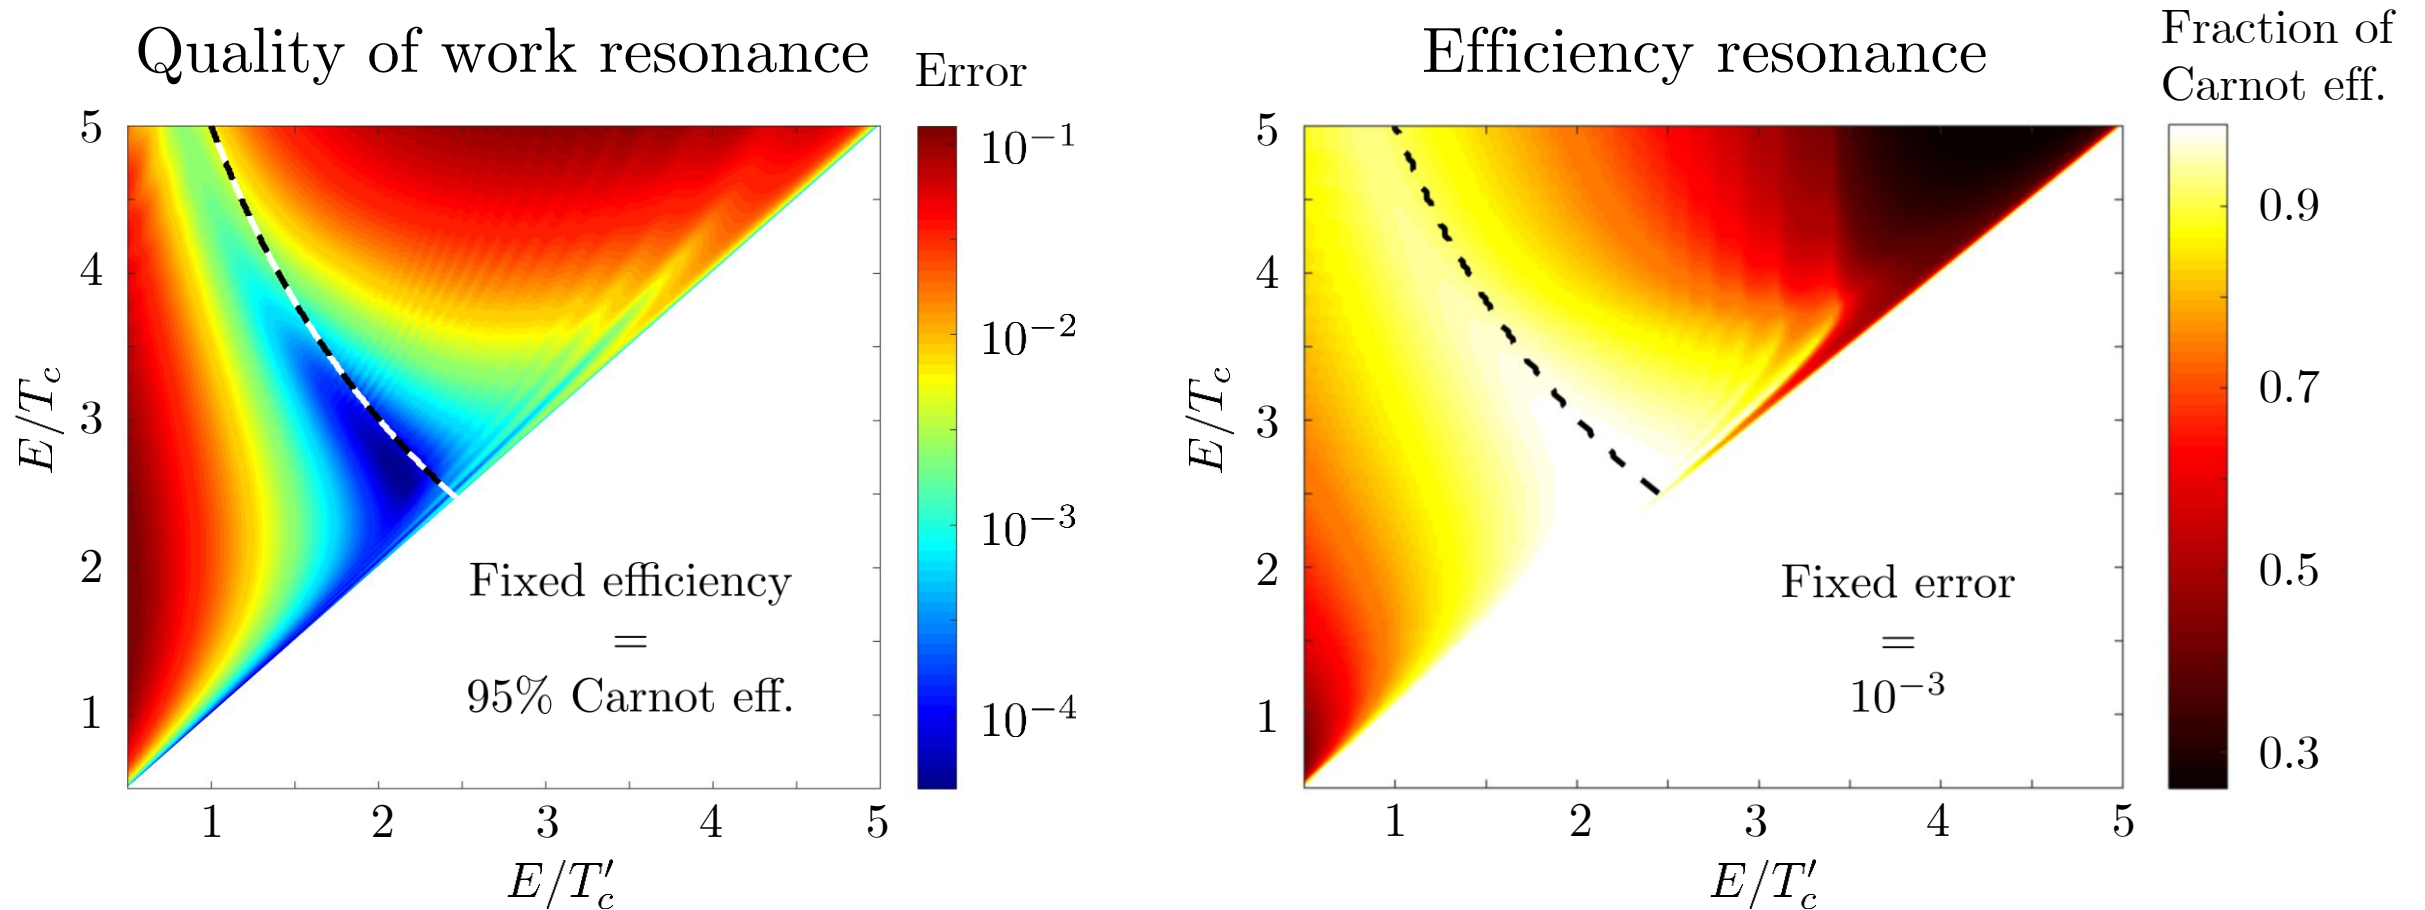 Quality of work resonance
Error
5
4
3
2
1
E/T_c
1 2 3 4 5
E/T'_c
Fixed efficiency
=
95% Carnot eff.
10^{-1}
10^{-2}
10^{-3}
10^{-4}
Efficiency resonance
Fraction of
Carnot eff.
5
4
3
2
1
E/T_c
1 2 3 4 5
E/T'_c
Fixed error
=
10^{-3}
0.9
0.7
0.5
0.3